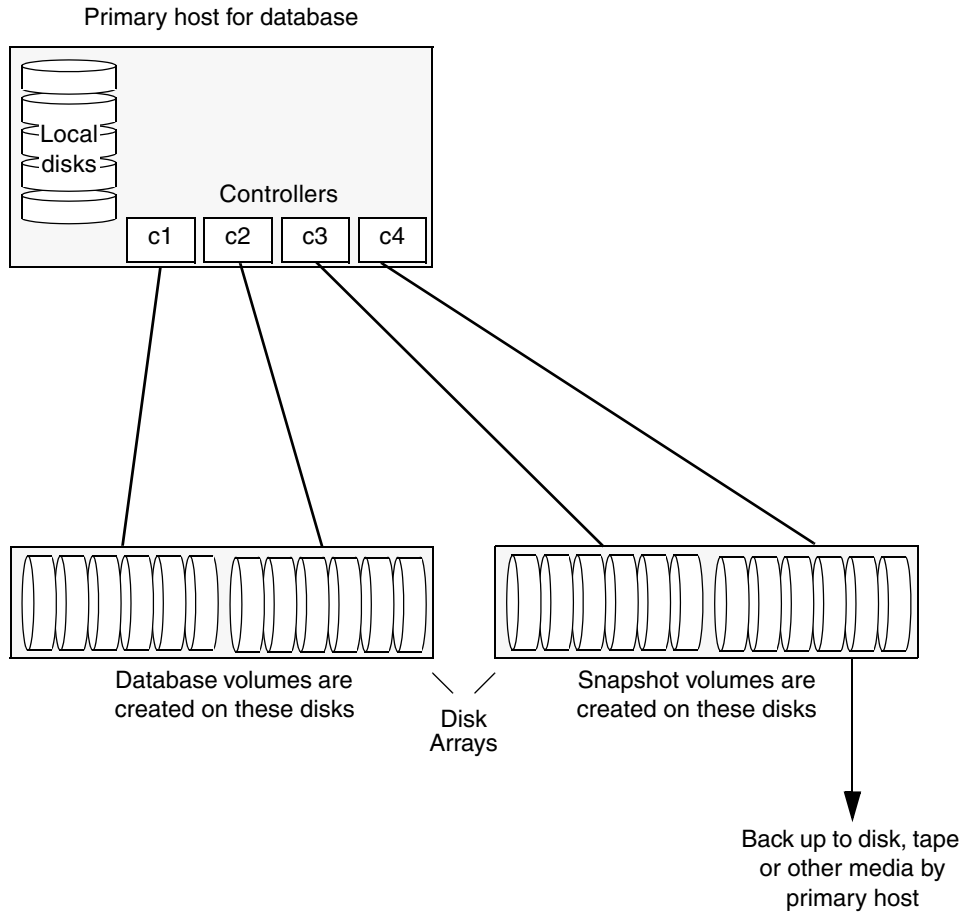 Primary host for database
Local
disks
Controllers
c1
c2
c3
c4
Database volumes are
created on these disks
Disk
Arrays
Snapshot volumes are
created on these disks
Back up to disk, tape
or other media by
primary host